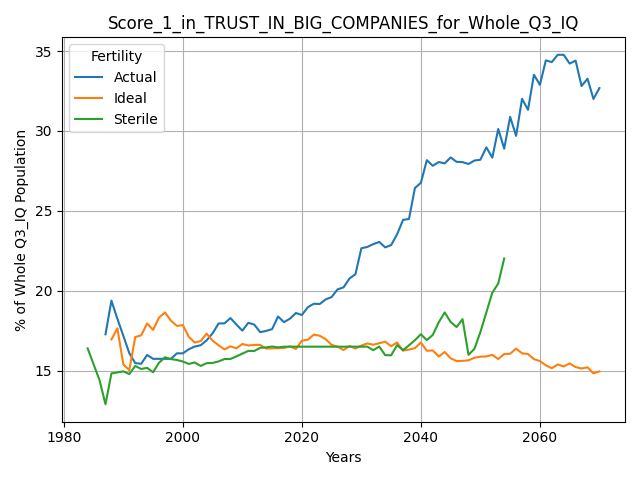 Score_1_in_TRUST_IN_BIG_COMPANIES_for_Whole_Q3_IQ
Fertility
Actual
Ideal
Sterile
% of Whole Q3_IQ Population
35
30
25
20
15
1980
2000
2020
2040
2060
Years